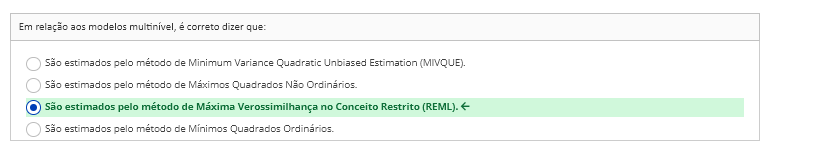 Em relação aos modelos multinível, é correto dizer que:
São estimados pelo método de Minimum Variance Quadratic Unbiased Estimation (MIVQUE).
São estimados pelo método de Máximos Quadrados Não Ordinários.
São estimados pelo método de Máxima Verossimilhança no Conceito Restrito (REML). ←
São estimados pelo método de Mínimos Quadrados Ordinários.